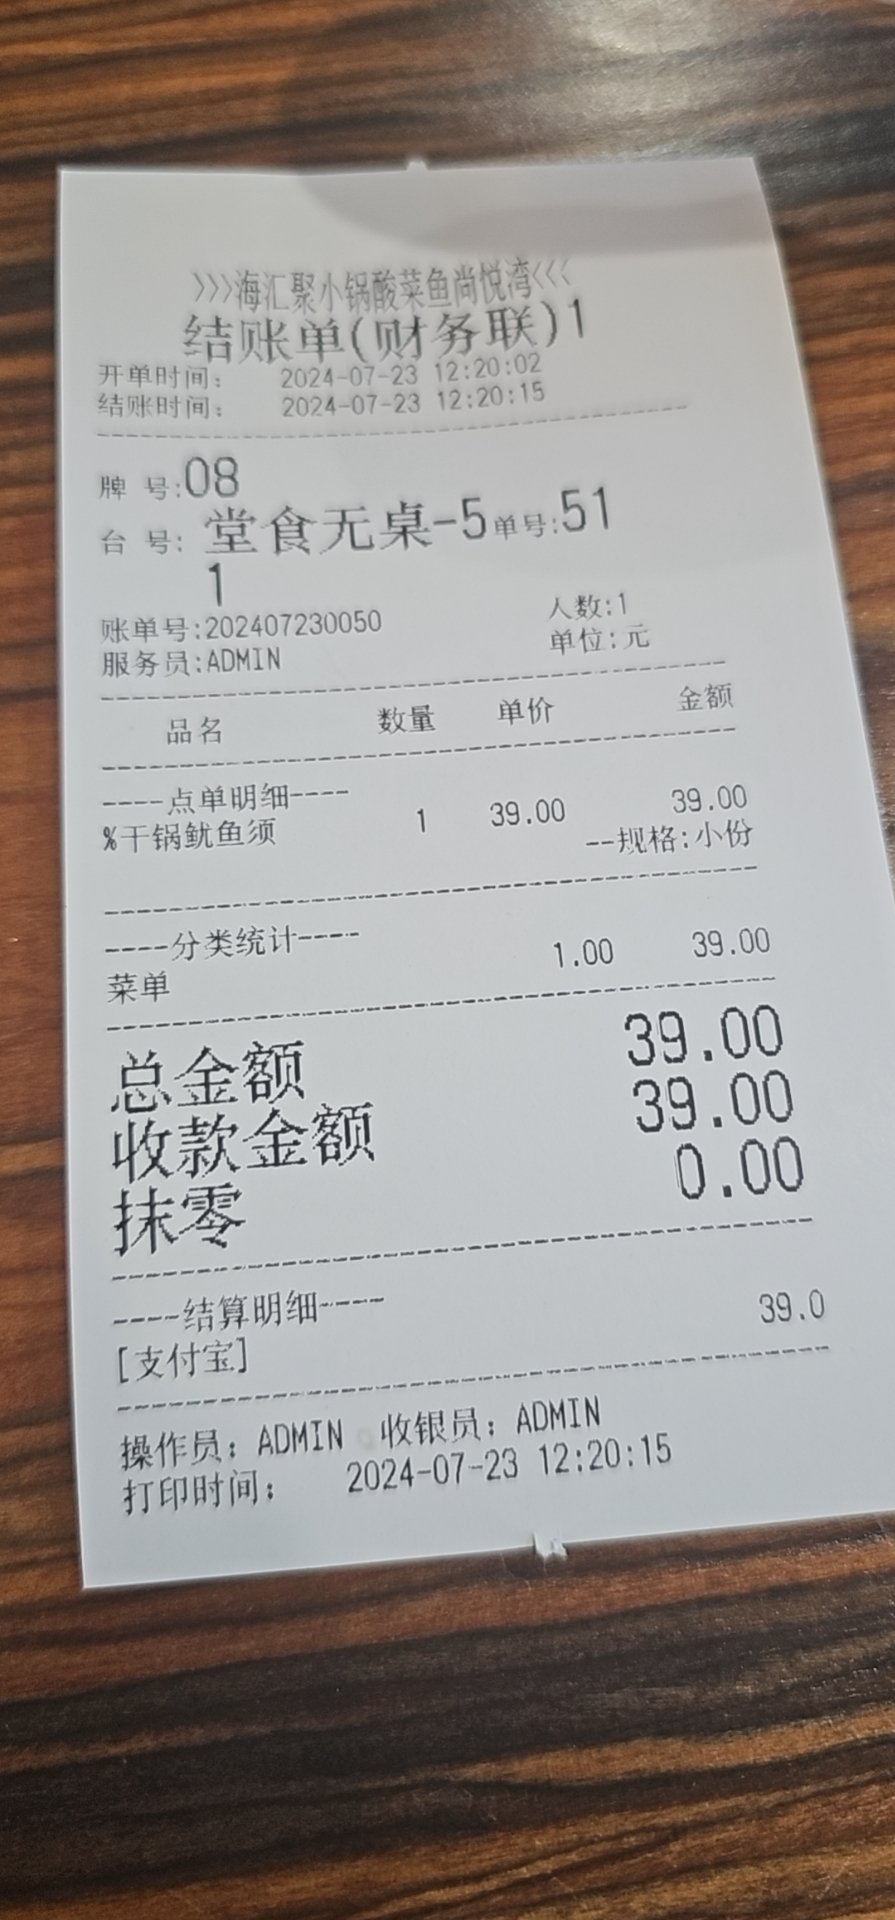 >>>海汇聚小锅酸菜鱼尚悦湾<<<
结账单(财务联)1
开单时间: 2024-07-23 12:20:02
结账时间: 2024-07-23 12:20:15
牌 号:08
台 号: 堂食无桌-5单号:51
1
账单号:202407230050 人数:1
服务员:ADMIN 单位:元
品名 数量 单价 金额
----点单明细----
%干锅鱿鱼须 1 39.00 39.00
--规格:小份
----分类统计----
菜单 1.00 39.00
总金额 39.00
收款金额 39.00
抹零 0.00
----结算明细----
[支付宝] 39.0
操作员: ADMIN 收银员: ADMIN
打印时间: 2024-07-23 12:20:15